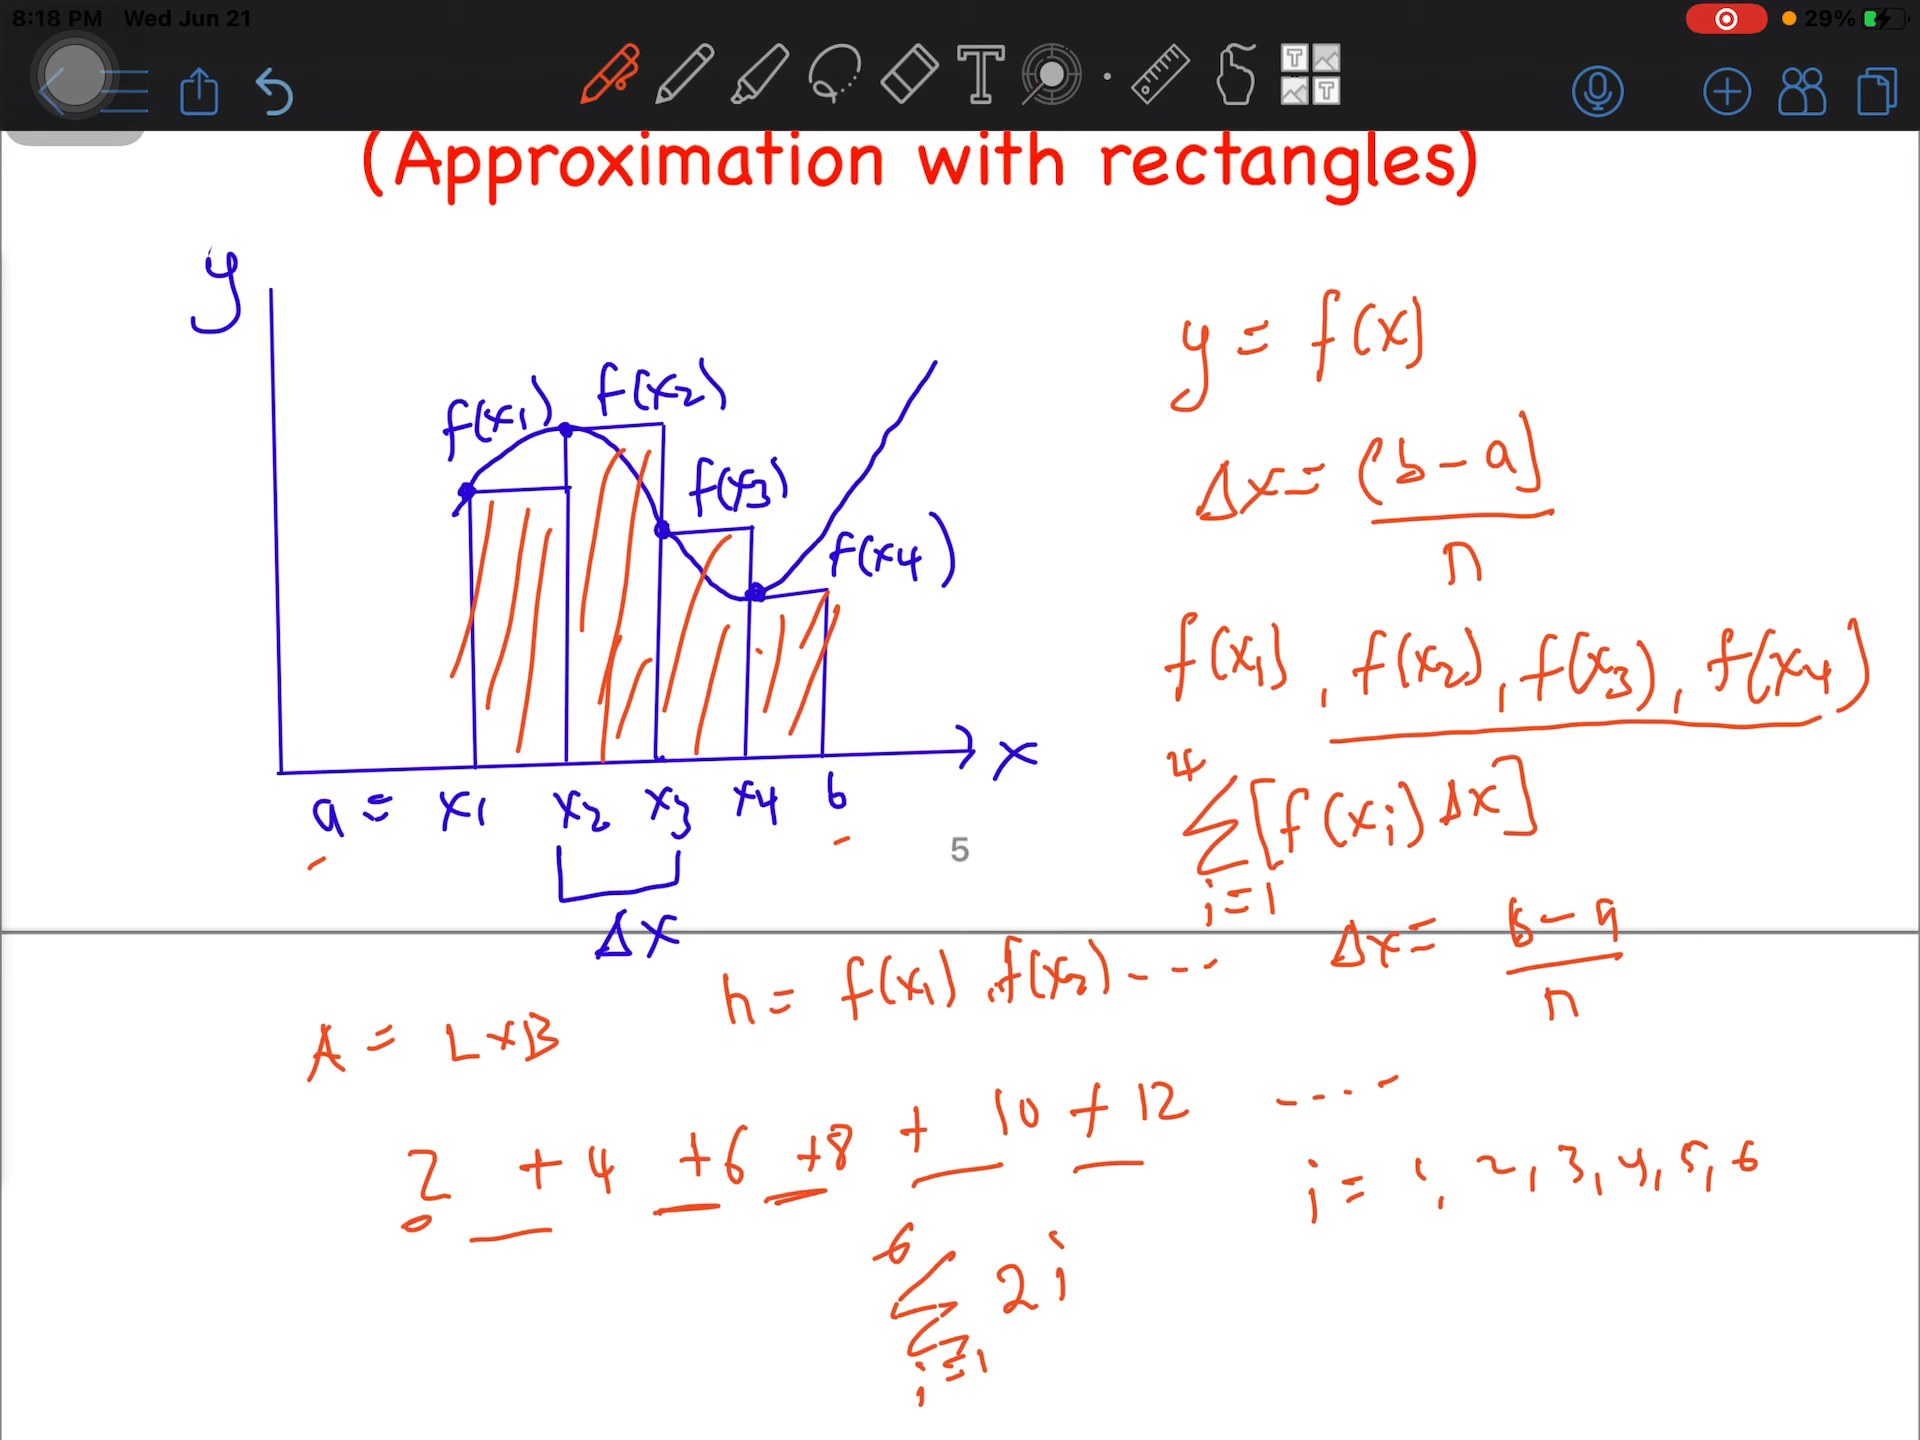 8:18 PM Wed Jun 21
29%
(Approximation with rectangles)
y
f(x1)
f(x2)
f(x3)
f(x4)
x
a = x1 x2 x3 x4 b
Δx
5
y = f(x)
Δx = (b - a)
n
f(x1) , f(x2) , f(x3) , f(x4)
4
Σ [f(xi) Δx]
i = 1
Δx = b - a
n
h = f(x1) , f(x2) - - - -
A = L × B
2 + 4 + 6 + 8 + 10 + 12 - - - -
i = 1, 2, 3, 4, 5, 6
6
Σ 2i
i = 1